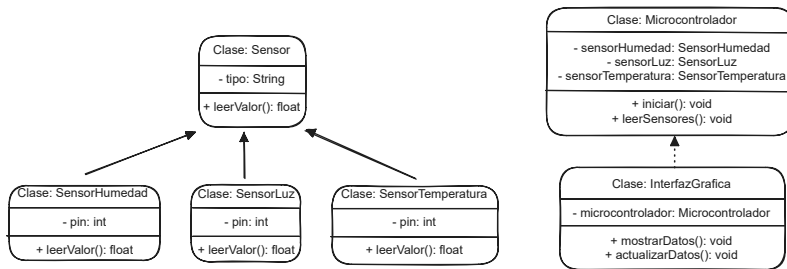 Clase: Sensor
- tipo: String
+ leerValor(): float
Clase: SensorHumedad
- pin: int
+ leerValor(): float
Clase: SensorLuz
- pin: int
+ leerValor(): float
Clase: SensorTemperatura
- pin: int
+ leerValor(): float
Clase: Microcontrolador
- sensorHumedad: SensorHumedad
- sensorLuz: SensorLuz
- sensorTemperatura: SensorTemperatura
+ iniciar(): void
+ leerSensores(): void
Clase: InterfazGrafica
- microcontrolador: Microcontrolador
+ mostrarDatos(): void
+ actualizarDatos(): void